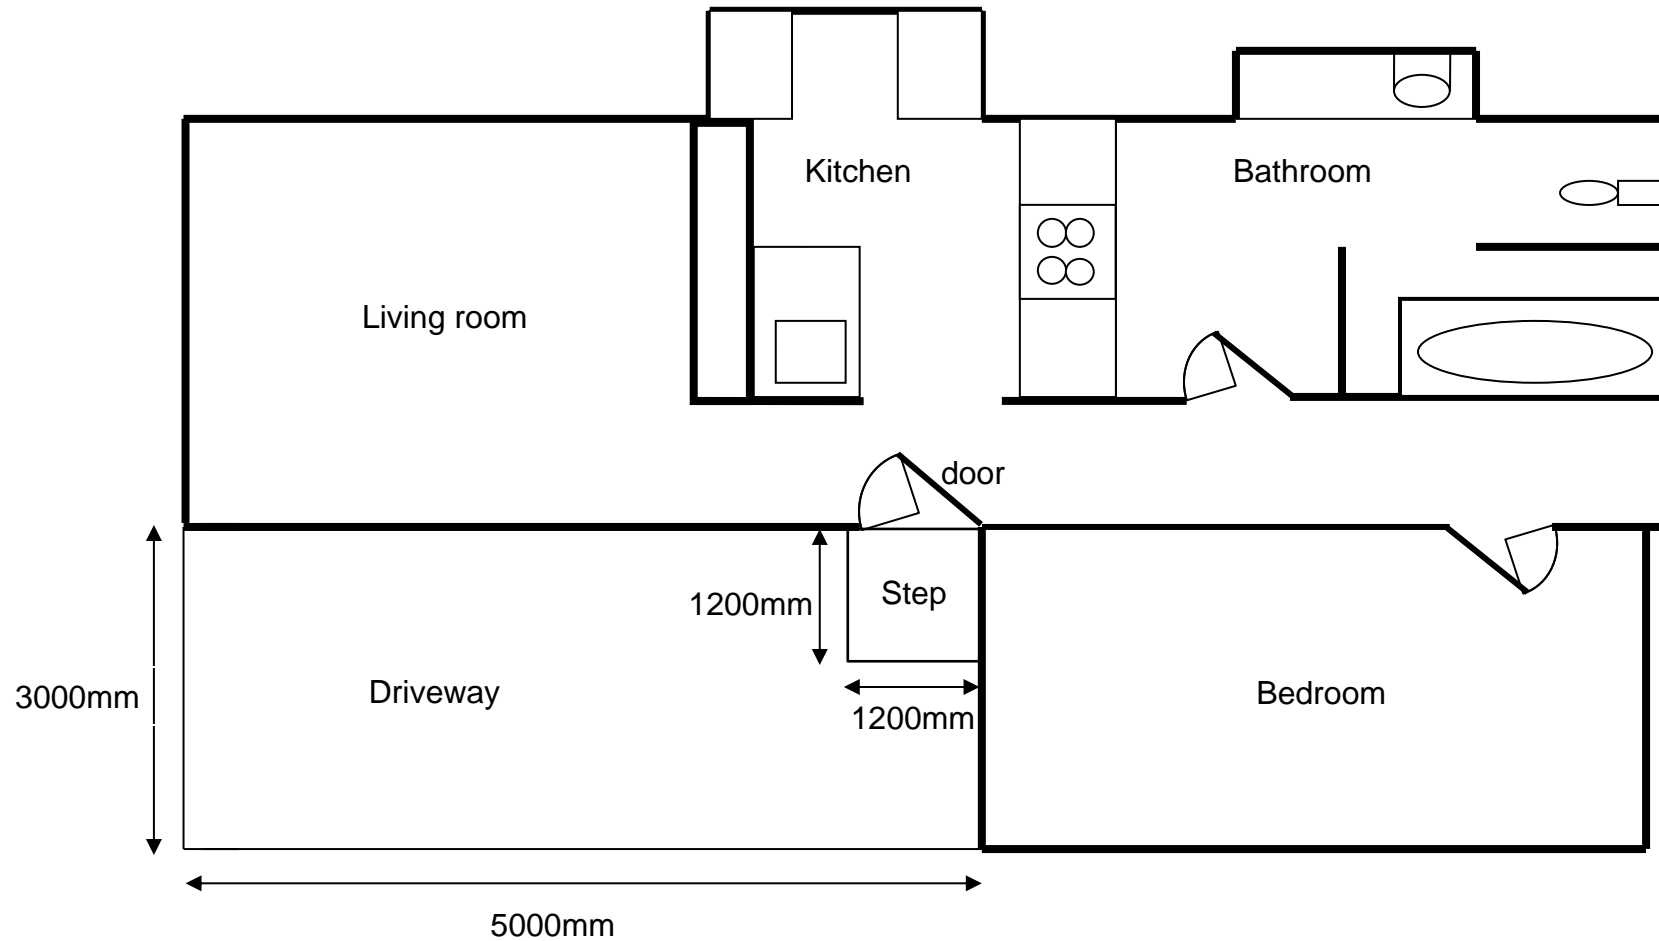 Kitchen
Bathroom
Living room
door
Step
1200mm
Driveway
Bedroom
3000mm
1200mm
5000mm